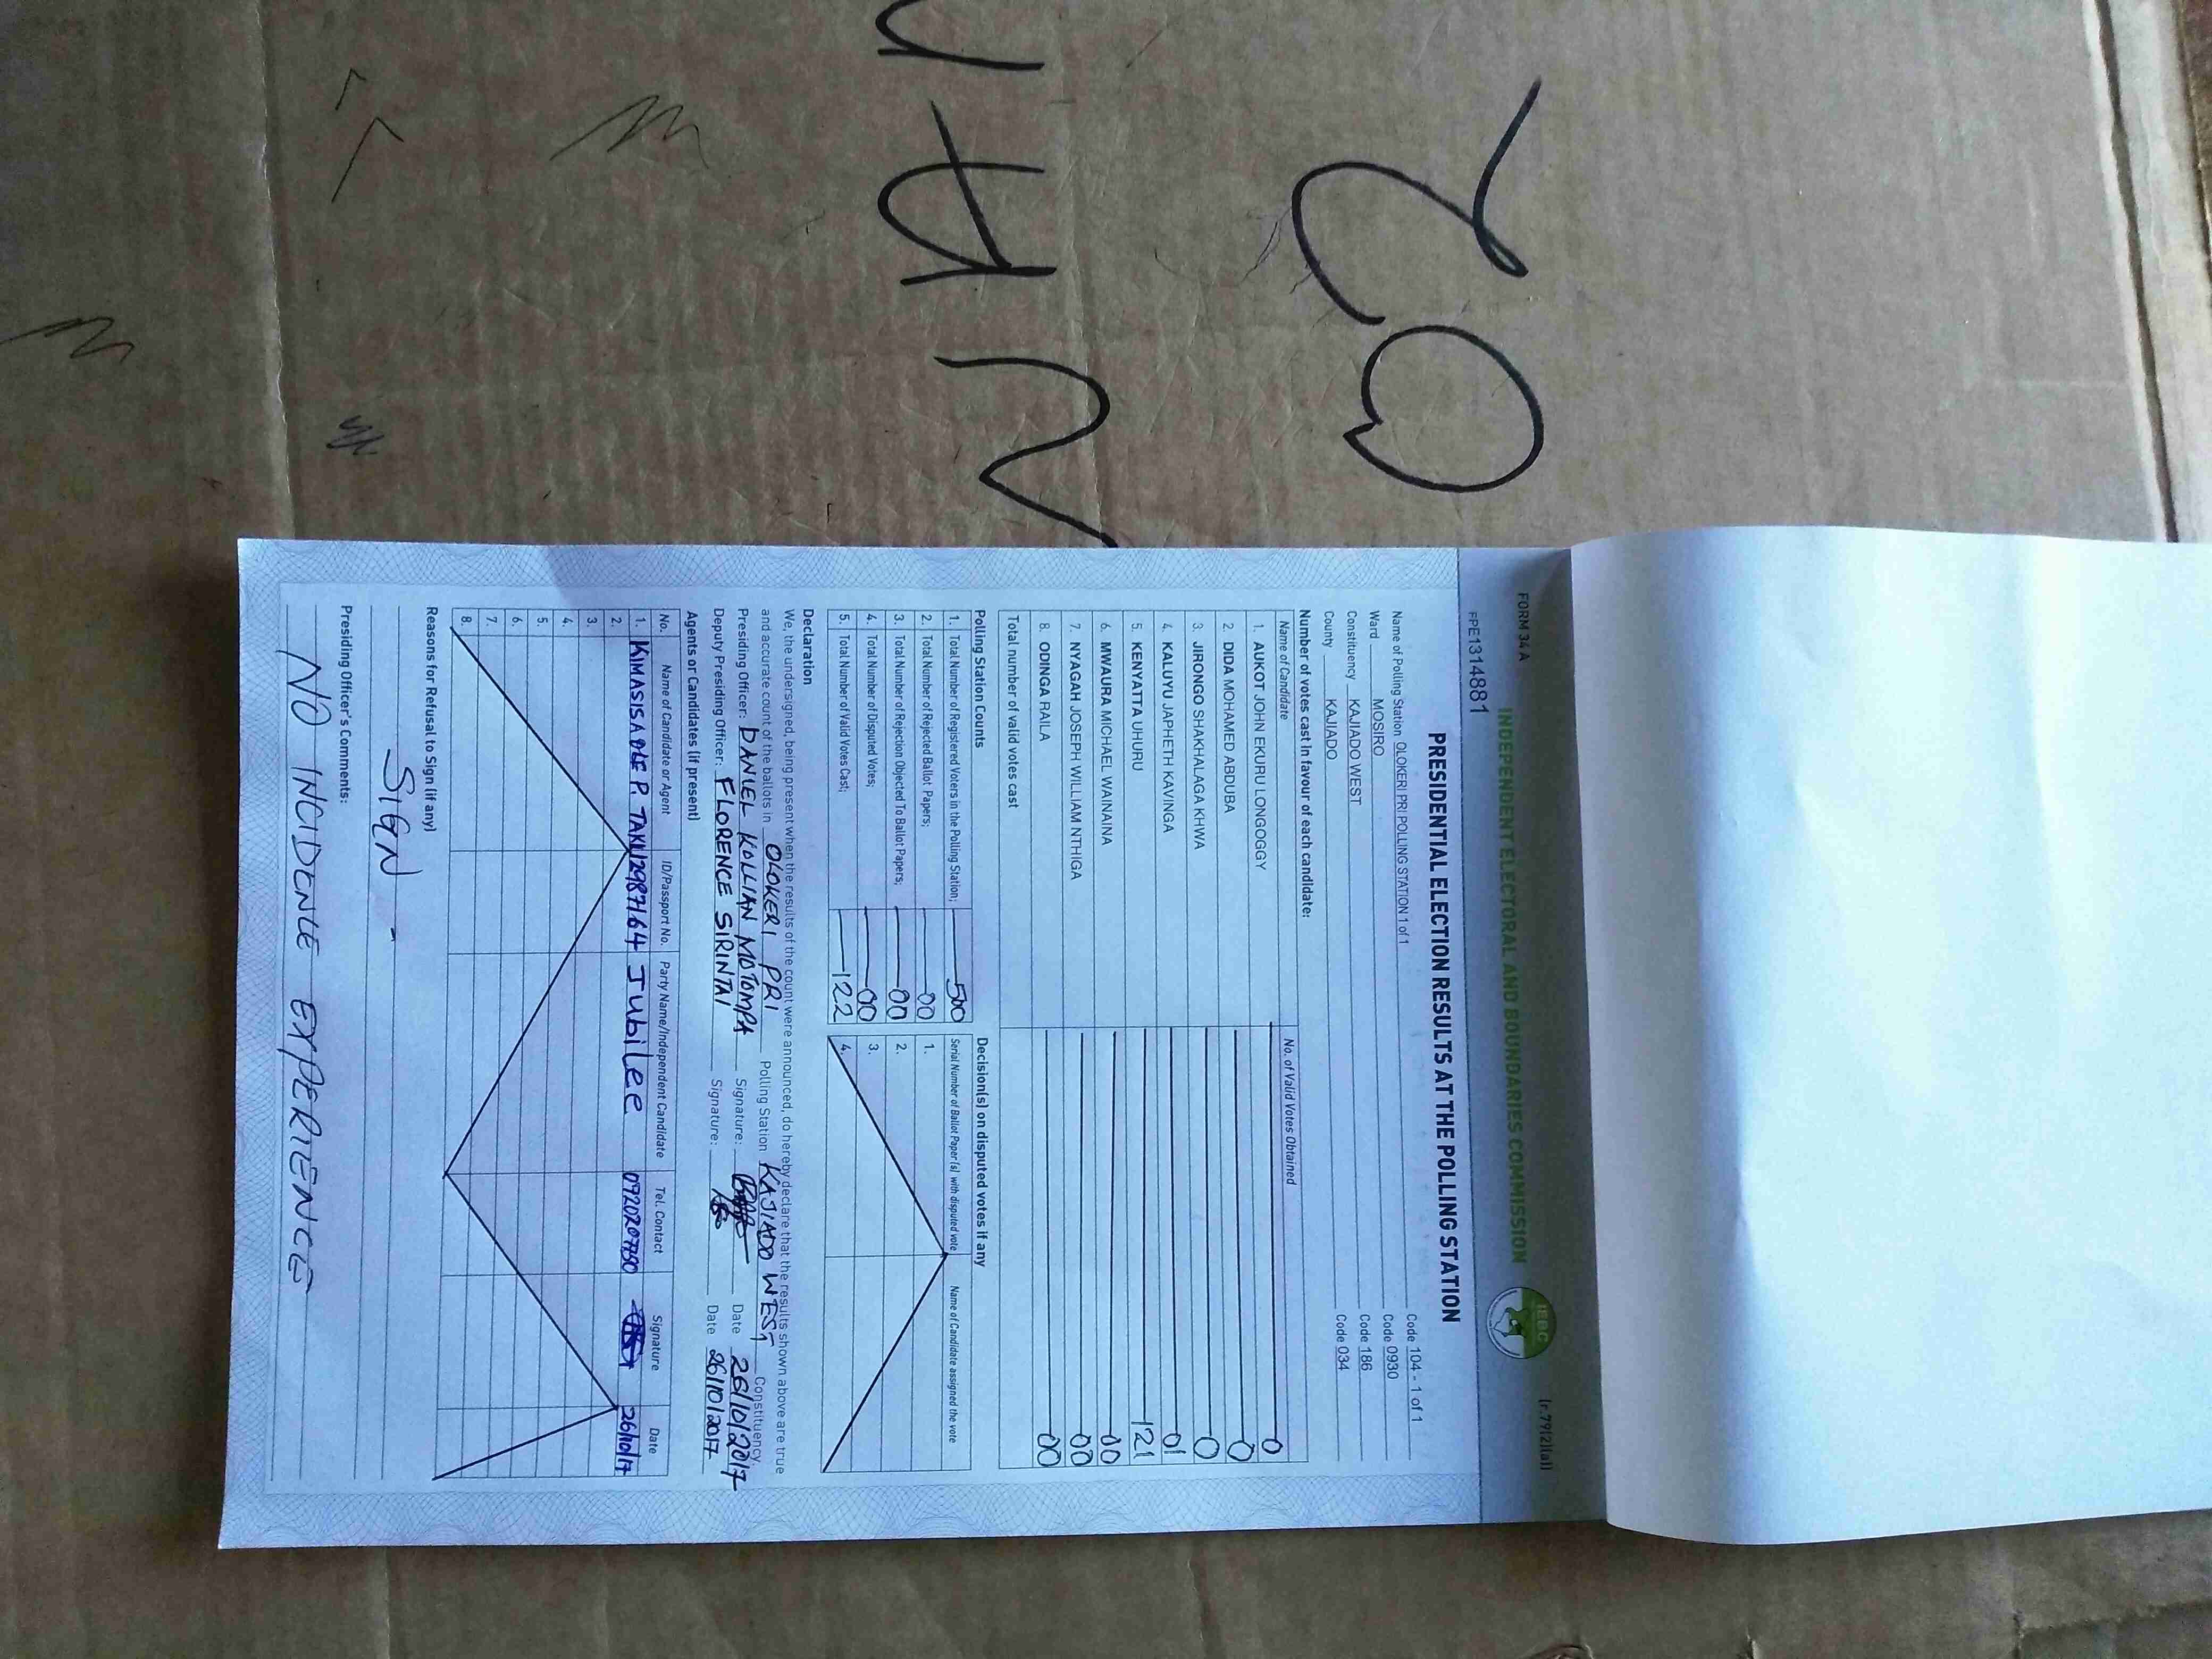 FORM 34A
(r.79(2)(a))
INDEPENDENT ELECTORAL AND BOUNDARIES COMMISSION
IEBC
PRESIDENTIAL ELECTION RESULTS AT THE POLLING STATION
Name of Polling Station OLOKERI PRI POLLING STATION 1 of 1 Code 104 - 1 of 1
Ward MOSIRO Code 0930
Constituency KAJIADO WEST Code 186
County KAJIADO Code 034
Number of votes cast in favour of each candidate:
Name of Candidate No. of Valid Votes Obtained
1. AUKOT JOHN EKURU LONGOGGY 0
2. DIDA MOHAMED ABDUBA 0
3. JIRONGO SHAKHALAGA KHWA 0
4. KALUYU JAPHETH KAVINGA 01
5. KENYATTA UHURU 121
6. MWAURA MICHAEL WAINAINA 00
7. NYAGAH JOSEPH WILLIAM NTHIGA 00
8. ODINGA RAILA 00
Total number of valid votes cast
Polling Station Counts
1. Total Number of Registered Voters in the Polling Station; 500
2. Total Number of Rejected Ballot Papers; 00
3. Total Number of Rejection Objected To Ballot Papers; 00
4. Total Number of Disputed Votes; 00
5. Total Number of Valid Votes Cast; 122
Decision(s) on disputed votes if any
Serial Number of Ballot Paper(s) with disputed vote Name of Candidate assigned the vote
1.
2.
3.
4.
Declaration
We, the undersigned, being present when the results of the count were announced, do hereby declare that the results shown above are true
and accurate count of the ballots in OLOKERI PRI Polling Station KAJIADO WEST Constituency
Presiding Officer: DANIEL KOLLIAN MOTOMPA Signature: Date 26/10/2017
Deputy Presiding Officer: FLORENCE SIRINTAI Signature: Date 26/10/2017
Agents or Candidates (if present)
No. Name of Candidate or Agent ID/Passport No. Party Name/Independent Candidate Tel. Contact Signature Date
1. 12987164 Jubilee 26/10/17
2.
3.
4.
5.
6.
7.
8.
Reasons for Refusal to Sign (if any)
SIGN -
Presiding Officer's Comments:
NO INCIDENCE EXPERIENCE